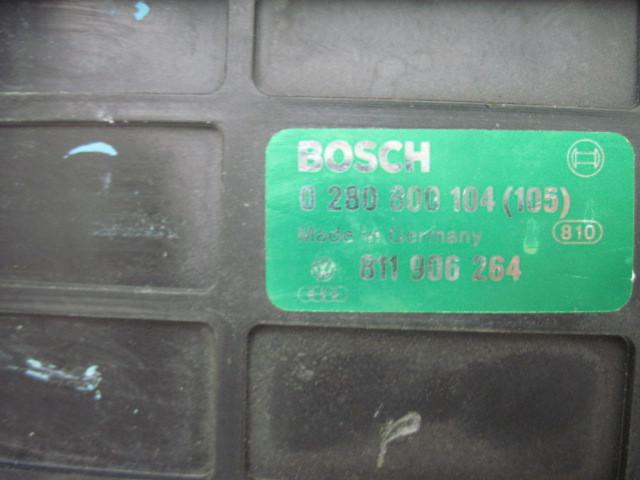 BOSCH
0 280 800 104 (105)
Made in Germany
810
811 906 264